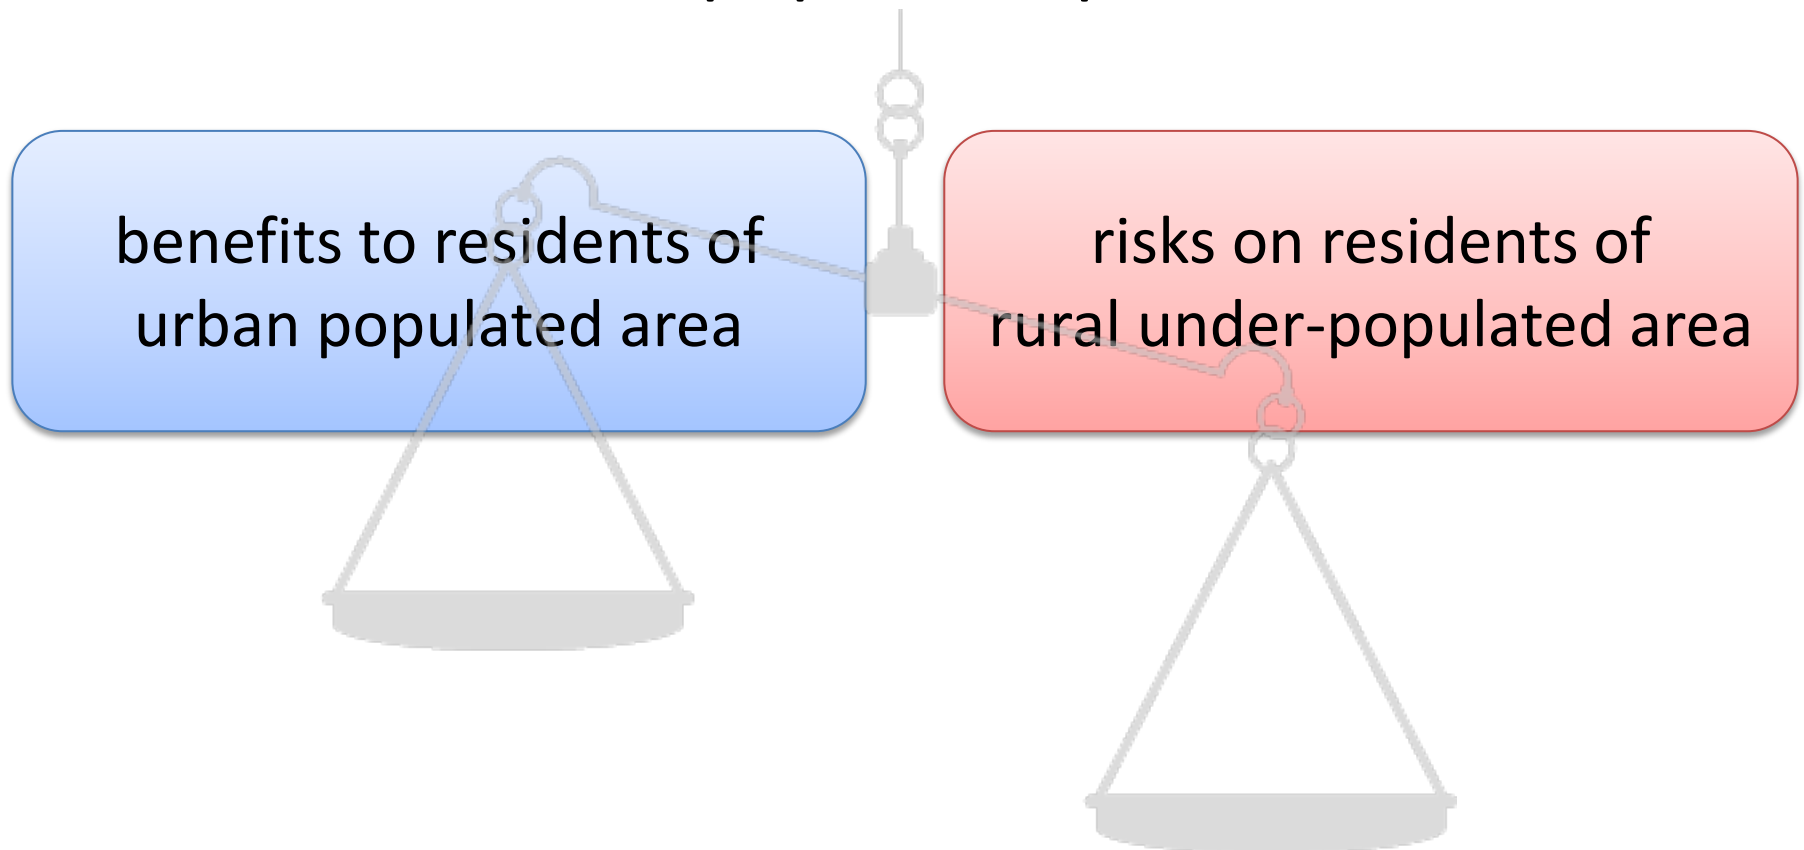 benefits to residents of
urban populated area
risks on residents of
rural under-populated area